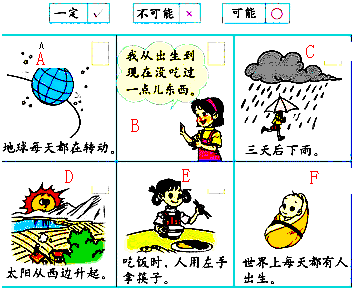 一定 ✓ 不可能 × 可能 ○
A
地球每天都在转动。
我从出生到
现在没吃过
一点儿东西。
B
C
三天后下雨。
D
太阳从西边升起。
E
吃饭时,人用左手
拿筷子。
F
世界上每天都有人
出生。